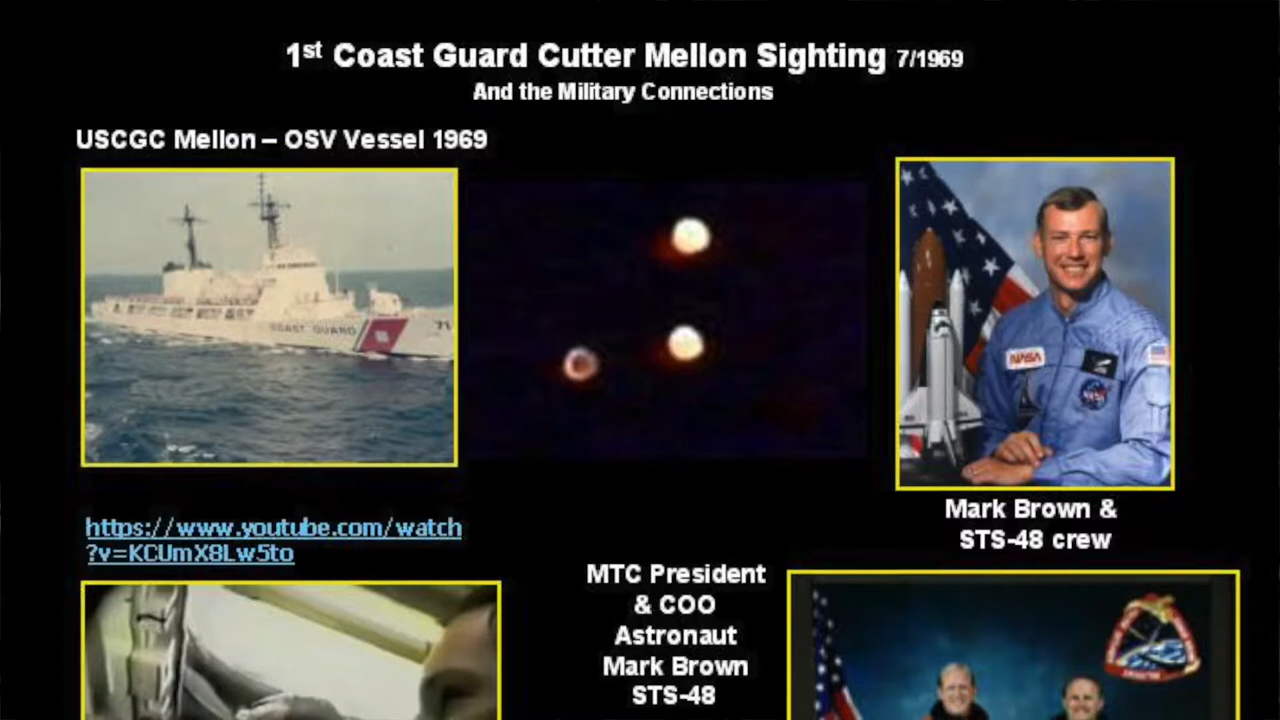 1st Coast Guard Cutter Mellon Sighting 7/1969
And the Military Connections
USCGC Mellon – OSV Vessel 1969
COAST GUARD
71
NASA
Mark Brown &
STS-48 crew
https://www.youtube.com/watch
?v=KCUmX8Lw5to
MTC President
& COO
Astronaut
Mark Brown
STS-48